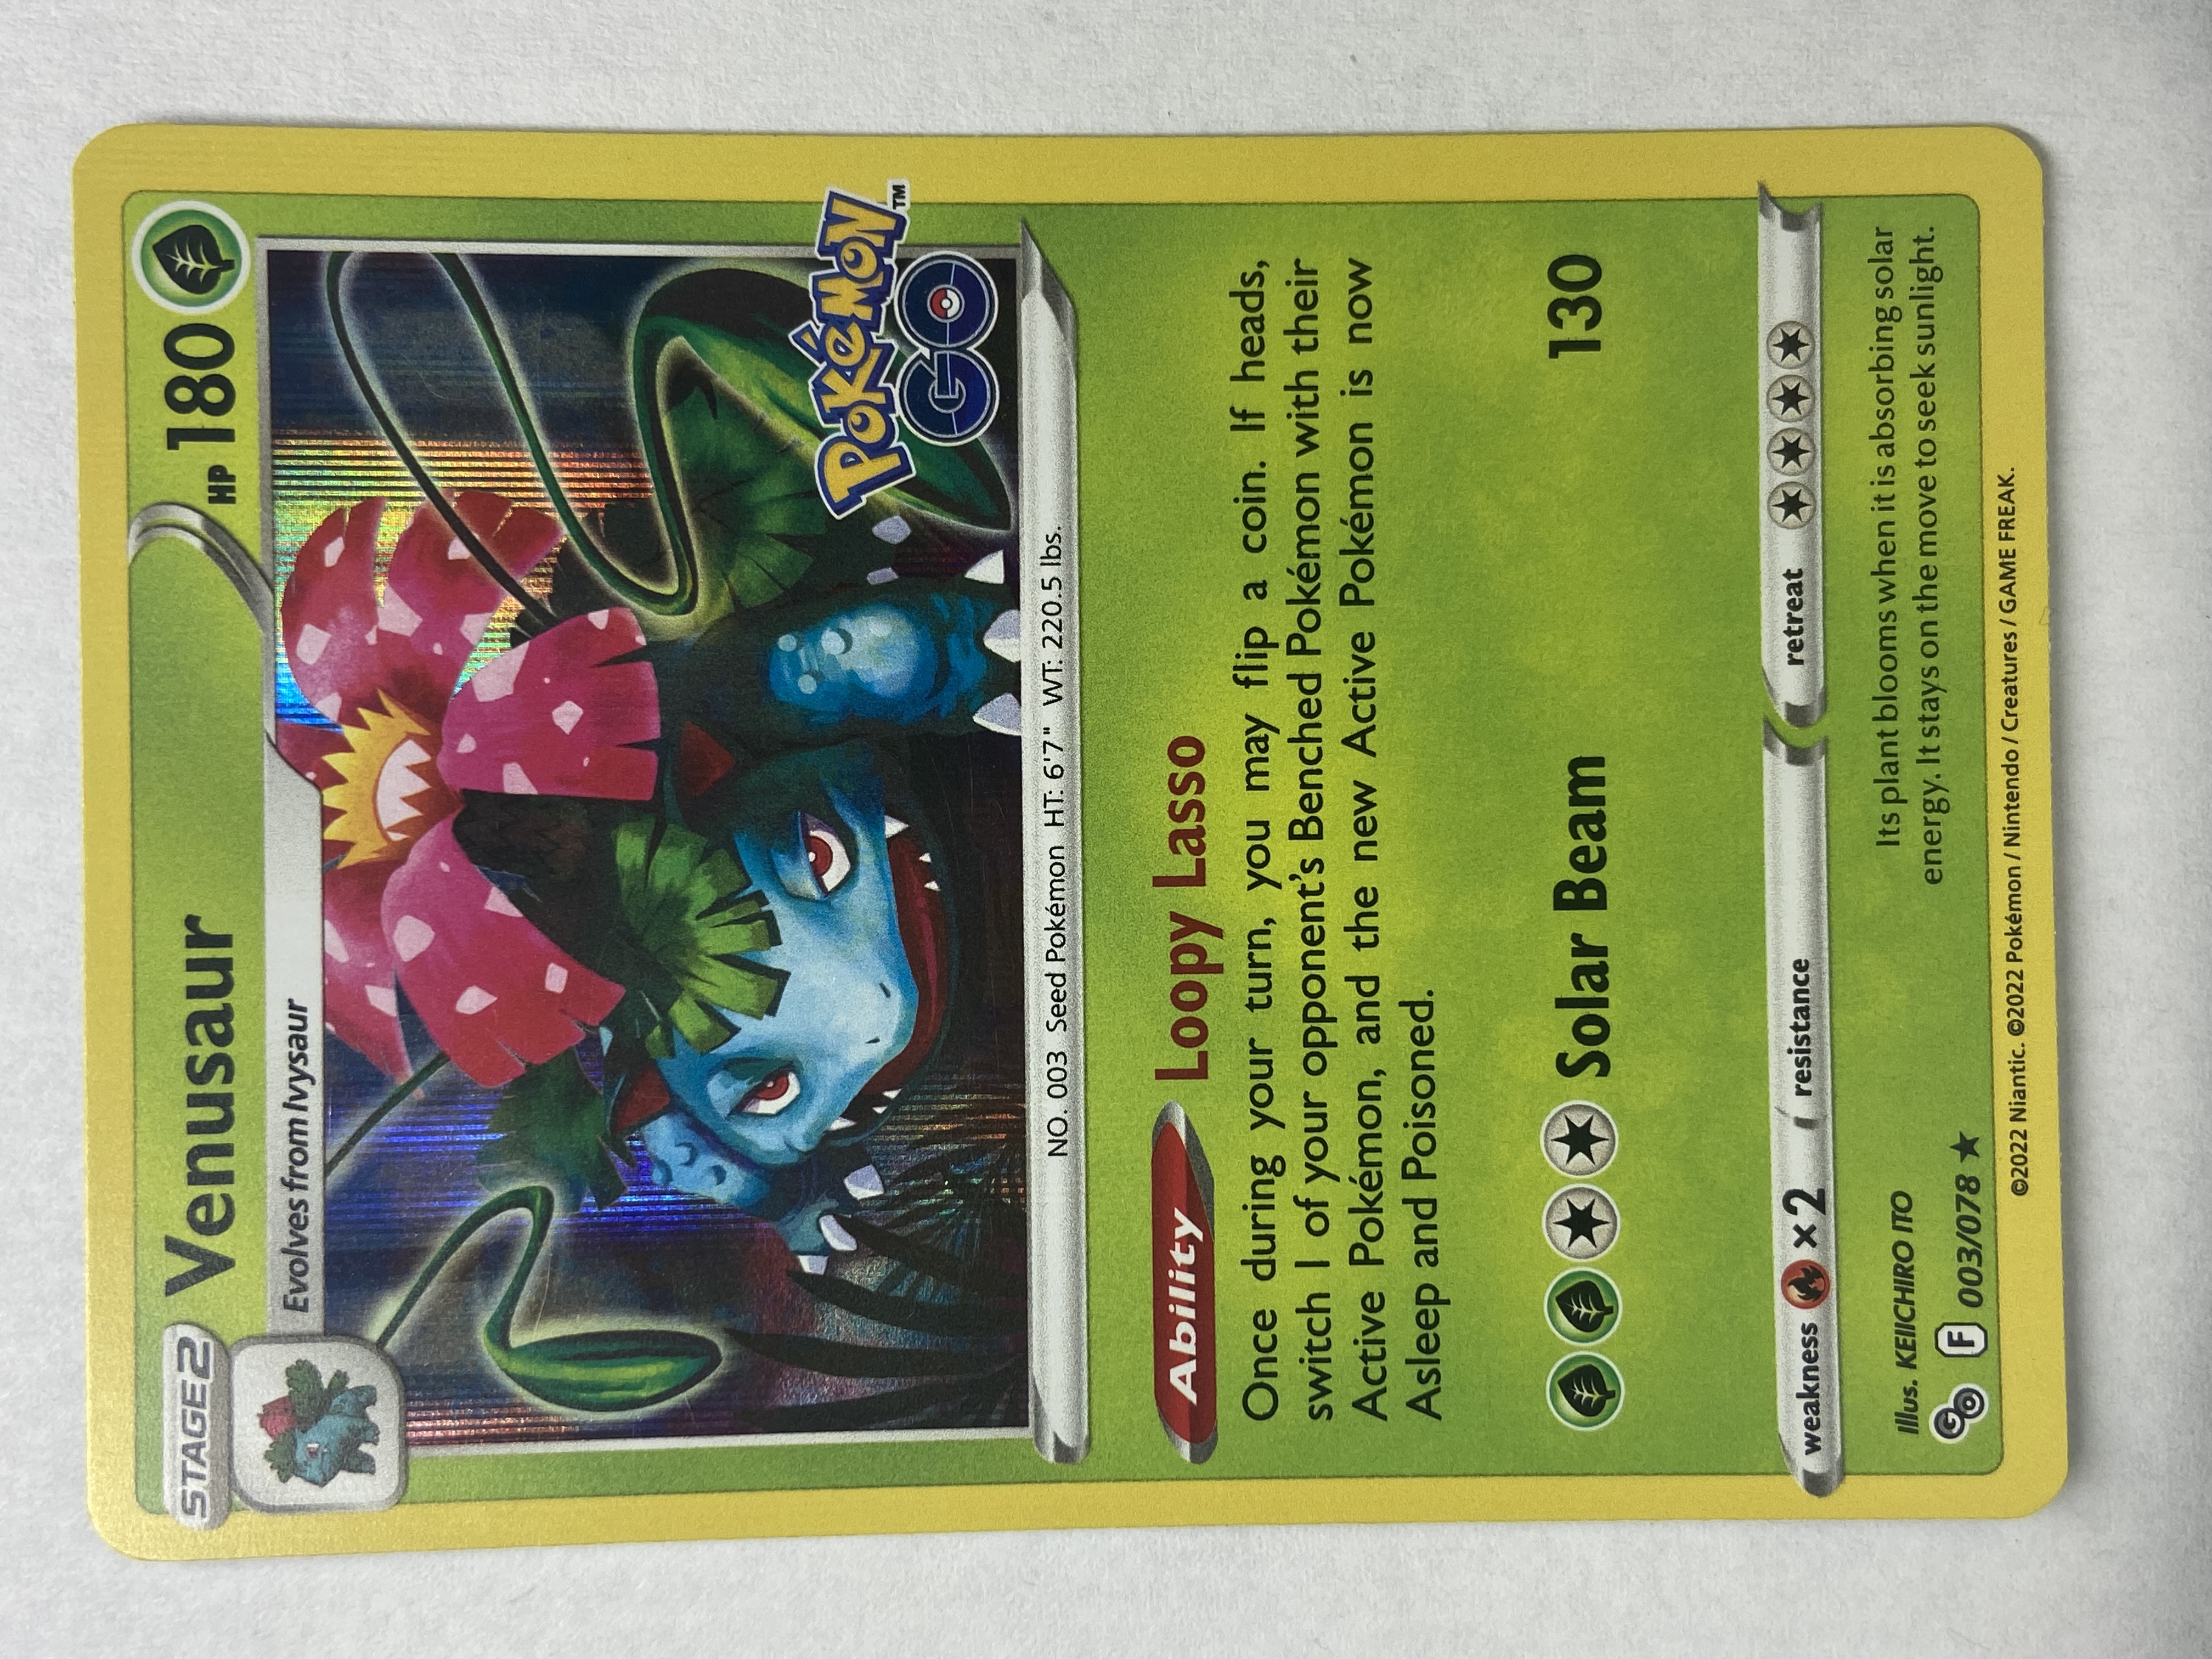 STAGE 2 Venusaur HP 180
Evolves from Ivysaur
POKéMON ™
GO
NO. 003 Seed Pokémon HT: 6'7" WT: 220.5 lbs.
Ability Loopy Lasso
Once during your turn, you may flip a coin. If heads,
switch 1 of your opponent's Benched Pokémon with their
Active Pokémon, and the new Active Pokémon is now
Asleep and Poisoned.
Solar Beam 130
weakness ×2 resistance retreat
Illus. KEIICHIRO ITO
Its plant blooms when it is absorbing solar
energy. It stays on the move to seek sunlight.
GO F 003/078 ★
©2022 Niantic. ©2022 Pokémon / Nintendo / Creatures / GAME FREAK.